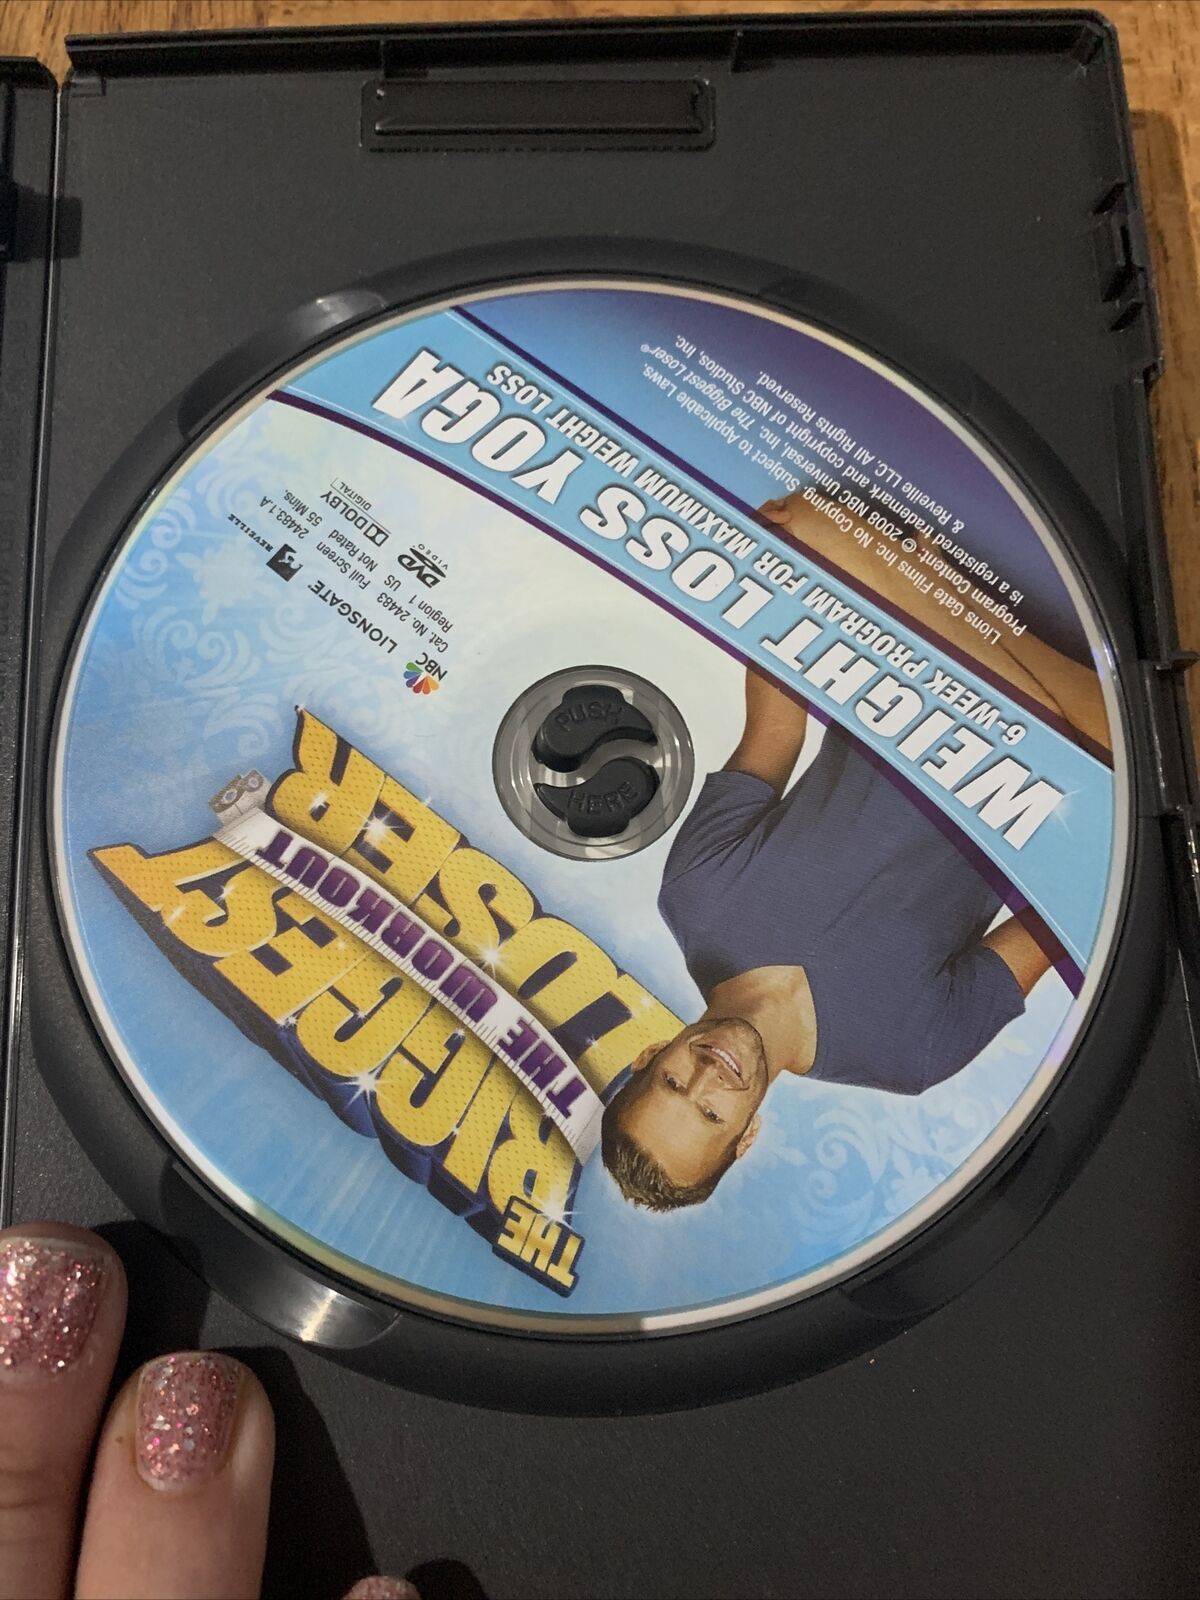 THE
BIGGEST
THE WORKOUT
LOSER
NBC
LIONSGATE
REVEILLE
Cat. No. 24483 Full Screen 24483.1.A
Region 1 US Not Rated 55 Mins.
DVD
VIDEO
DOLBY
DIGITAL
PUSH
HERE
WEIGHT LOSS YOGA
6-WEEK PROGRAM FOR MAXIMUM WEIGHT LOSS
Lions Gate Films Inc. No Copying. Subject to Applicable Laws.
Program Content: © 2008 NBC Universal, Inc. The Biggest Loser®
is a registered trademark and copyright of NBC Studios, Inc.
& Reveille LLC. All Rights Reserved.